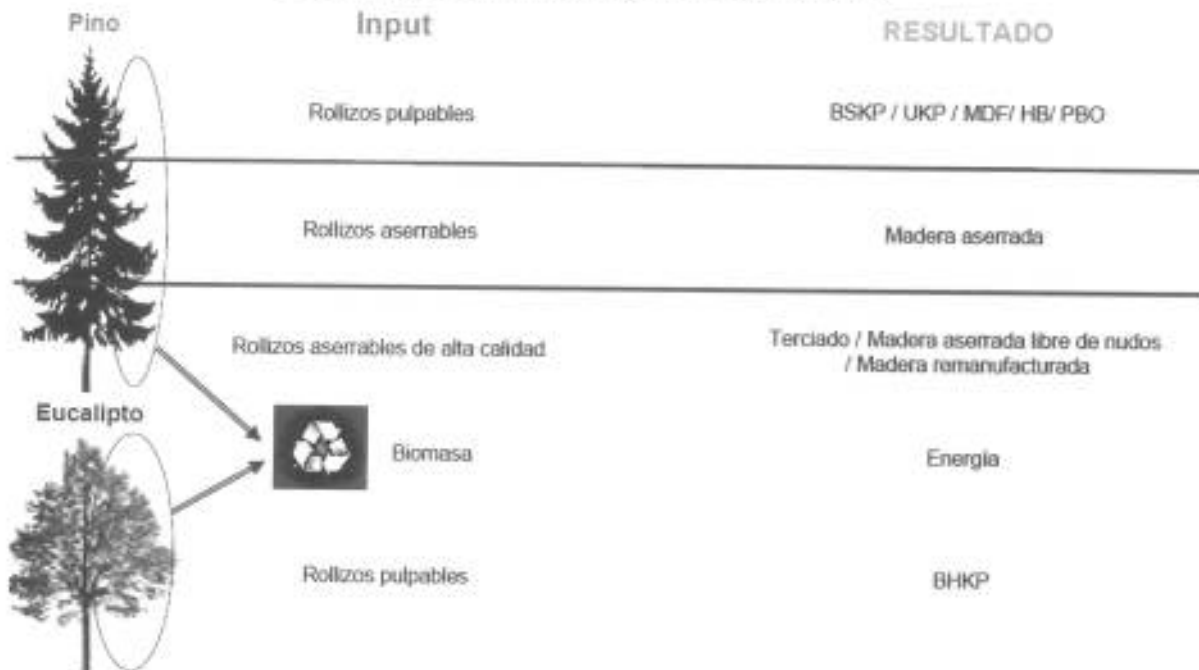 Pino Input RESULTADO
Rollizos pulpables BSKP / UKP / MDF/ HB/ PBO
Rollizos aserrables Madera aserrada
Rollizos aserrables de alta calidad Terciado / Madera aserrada libre de nudos
/ Madera remanufacturada
Eucalipto
Biomasa Energía
Rollizos pulpables BHKP